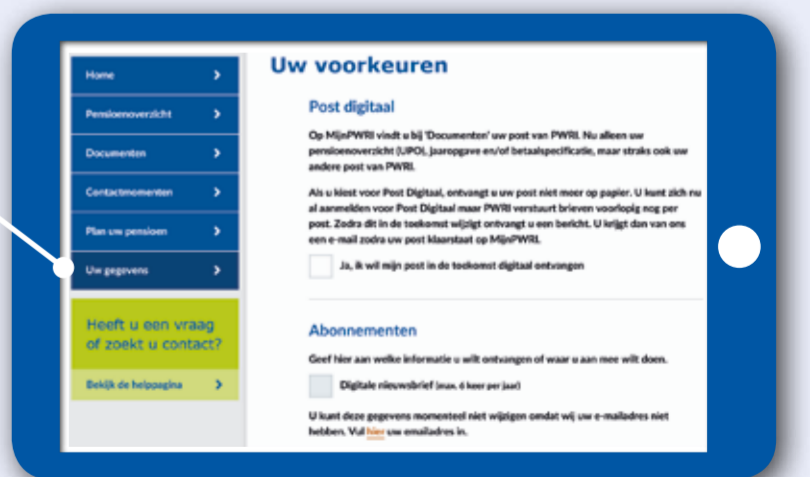 Home
Pensioenoverzicht
Documenten
Contactmomenten
Plan uw pensioen
Uw gegevens
Heeft u een vraag
of zoekt u contact?
Bekijk de helppagina
Uw voorkeuren
Post digitaal
Op MijnPWRI vindt u bij 'Documenten' uw post van PWRI. Nu alleen uw
pensioenoverzicht (UPO), jaaropgave en/of betaalspecificatie, maar straks ook uw
andere post van PWRI.
Als u kiest voor Post Digitaal, ontvangt u uw post niet meer op papier. U kunt zich nu
al aanmelden voor Post Digitaal maar PWRI verstuurt brieven voorlopig nog per
post. Zodra dit in de toekomst wijzigt ontvangt u een bericht. U krijgt dan van ons
een e-mail zodra uw post klaarstaat op MijnPWRI.
Ja, ik wil mijn post in de toekomst digitaal ontvangen
Abonnementen
Geef hier aan welke informatie u wilt ontvangen of waar u aan mee wilt doen.
Digitale nieuwsbrief (max. 6 keer per jaar)
U kunt deze gegevens momenteel niet wijzigen omdat wij uw e-mailadres niet
hebben. Vul hier uw emailadres in.